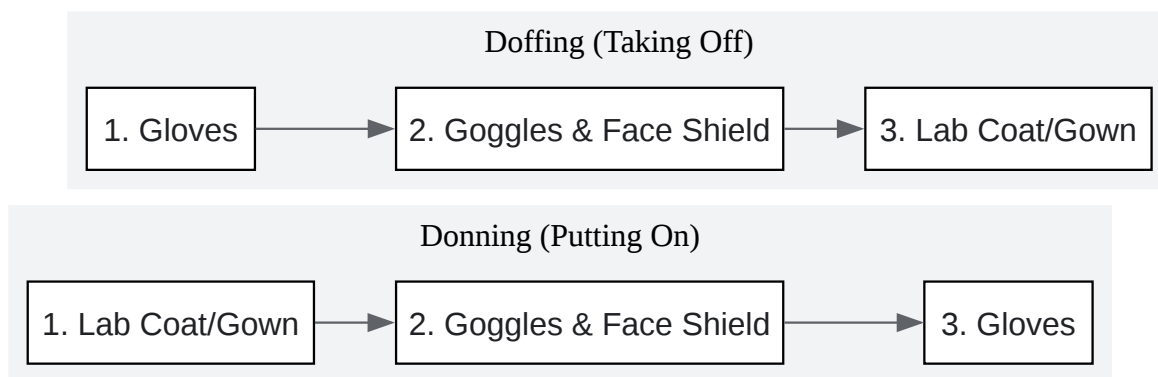 Doffing (Taking Off)
1. Gloves
2. Goggles & Face Shield
3. Lab Coat/Gown
Donning (Putting On)
1. Lab Coat/Gown
2. Goggles & Face Shield
3. Gloves